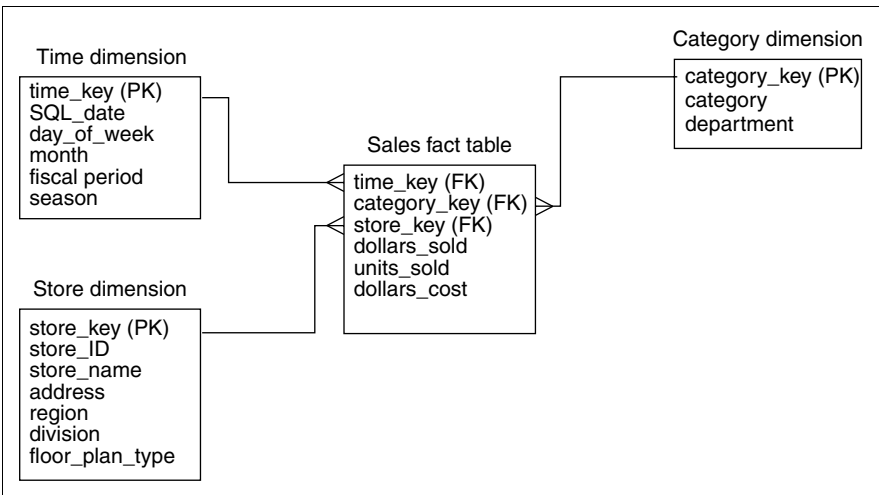 Time dimension
time_key (PK)
SQL_date
day_of_week
month
fiscal period
season
Store dimension
store_key (PK)
store_ID
store_name
address
region
division
floor_plan_type
Sales fact table
time_key (FK)
category_key (FK)
store_key (FK)
dollars_sold
units_sold
dollars_cost
Category dimension
category_key (PK)
category
department